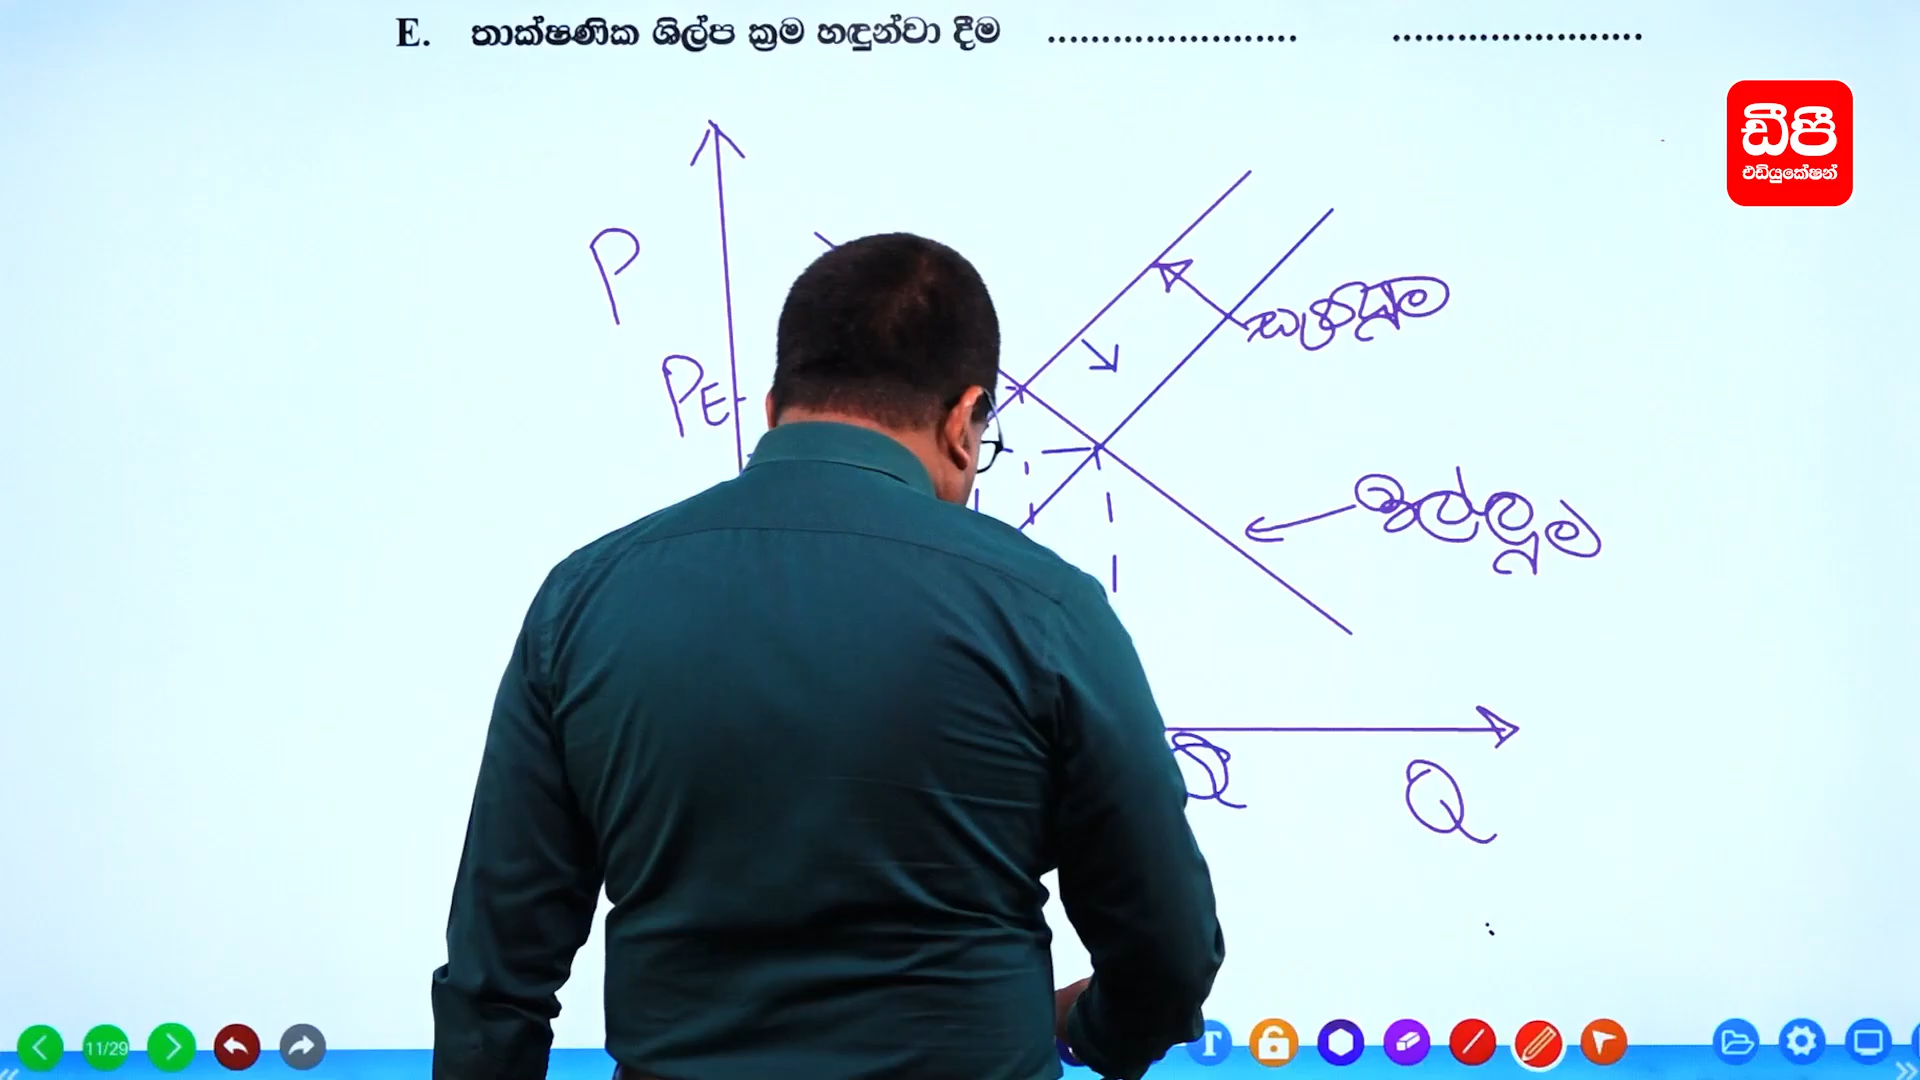 E. තාක්ෂණික ශිල්ප ක්‍රම හඳුන්වා දීම ....................... .......................
ඩීපී
එඩියුකේෂන්
P
සැපයුම
PE
ඉල්ලුම
Q
Q
11/29
T